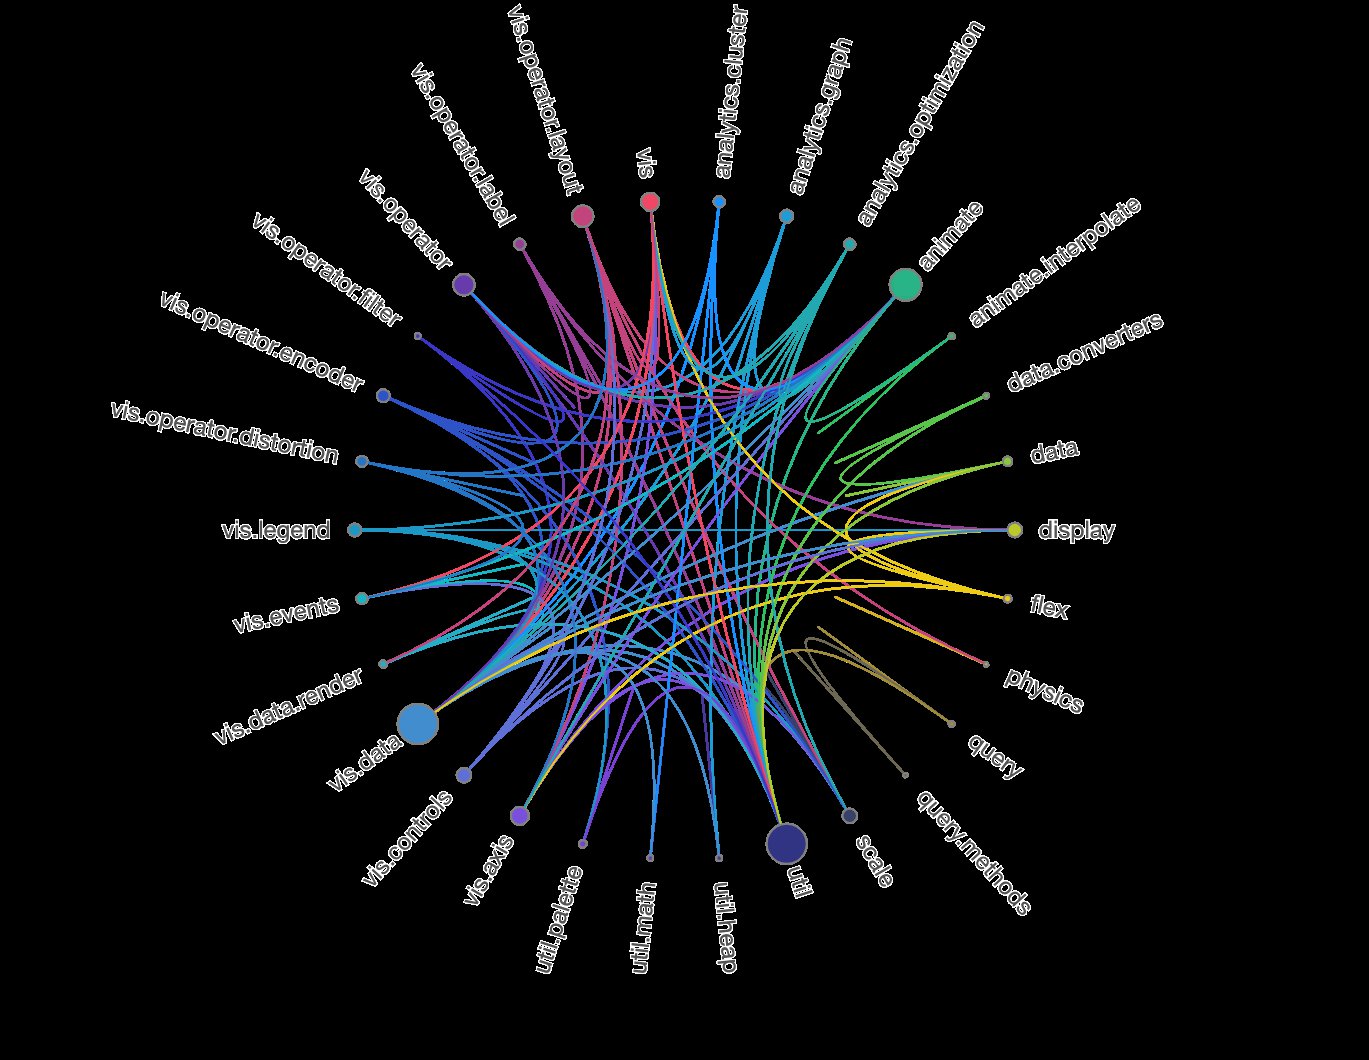 vis
analytics.cluster
analytics.graph
analytics.optimization
animate
animate.interpolate
data.converters
data
display
flex
physics
query
query.methods
scale
util
util.heap
util.math
util.palette
vis.axis
vis.controls
vis.data
vis.data.render
vis.events
vis.legend
vis.operator.distortion
vis.operator.encoder
vis.operator.filter
vis.operator
vis.operator.label
vis.operator.layout